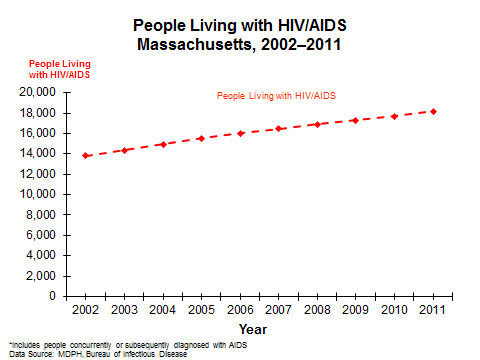 People Living with HIV/AIDS
Massachusetts, 2002–2011
People Living
with HIV/AIDS
People Living with HIV/AIDS
20,000
18,000
16,000
14,000
12,000
10,000
8,000
6,000
4,000
2,000
0
2002 2003 2004 2005 2006 2007 2008 2009 2010 2011
Year
*Includes people concurrently or subsequently diagnosed with AIDS
Data Source: MDPH, Bureau of Infectious Disease